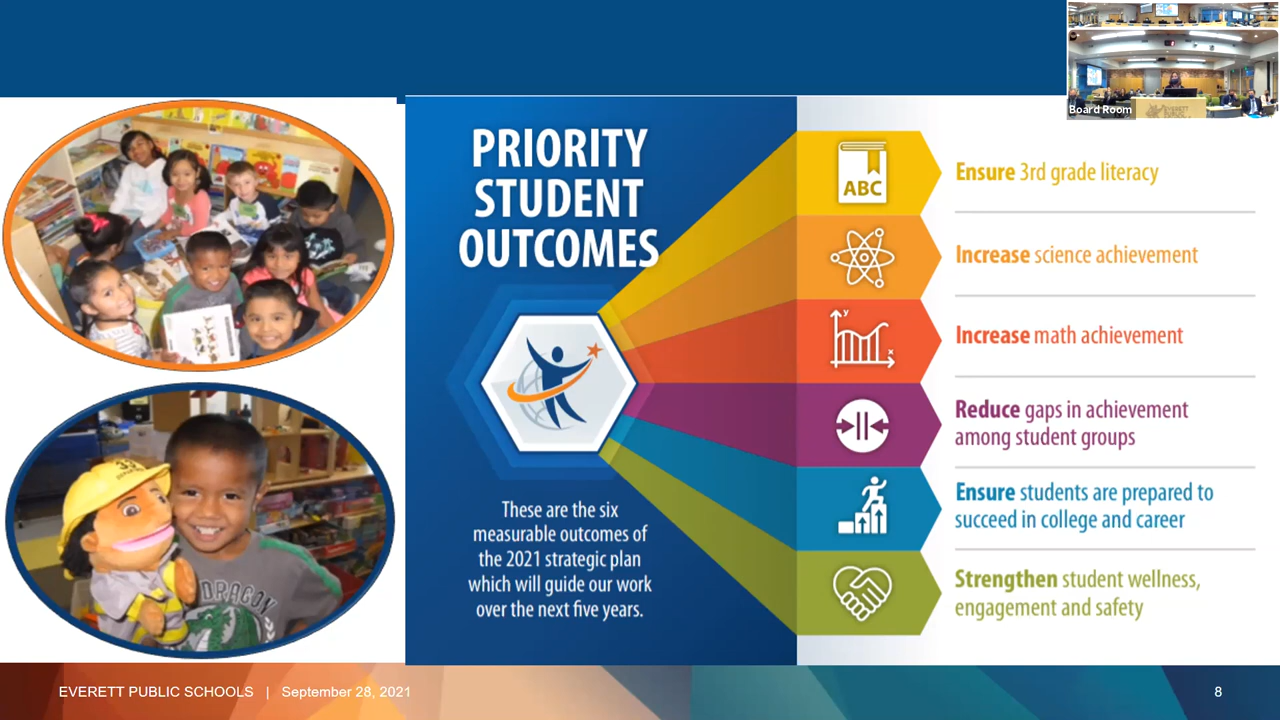 Board Room
PRIORITY
STUDENT
OUTCOMES
These are the six
measurable outcomes of
the 2021 strategic plan
which will guide our work
over the next five years.
ABC
Ensure 3rd grade literacy
Increase science achievement
y
x
Increase math achievement
Reduce gaps in achievement
among student groups
Ensure students are prepared to
succeed in college and career
Strengthen student wellness,
engagement and safety
33
DRAGON
EVERETT PUBLIC SCHOOLS | September 28, 2021
8